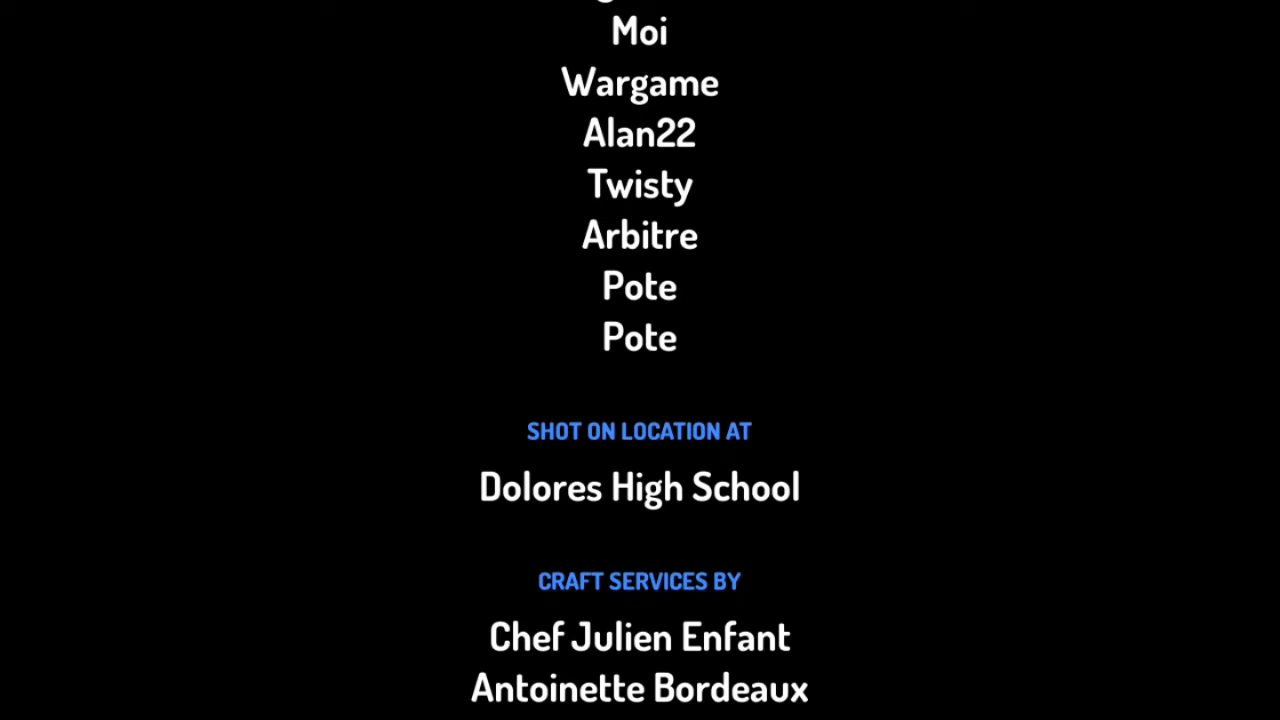 Moi
Wargame
Alan22
Twisty
Arbitre
Pote
Pote
SHOT ON LOCATION AT
Dolores High School
CRAFT SERVICES BY
Chef Julien Enfant
Antoinette Bordeaux